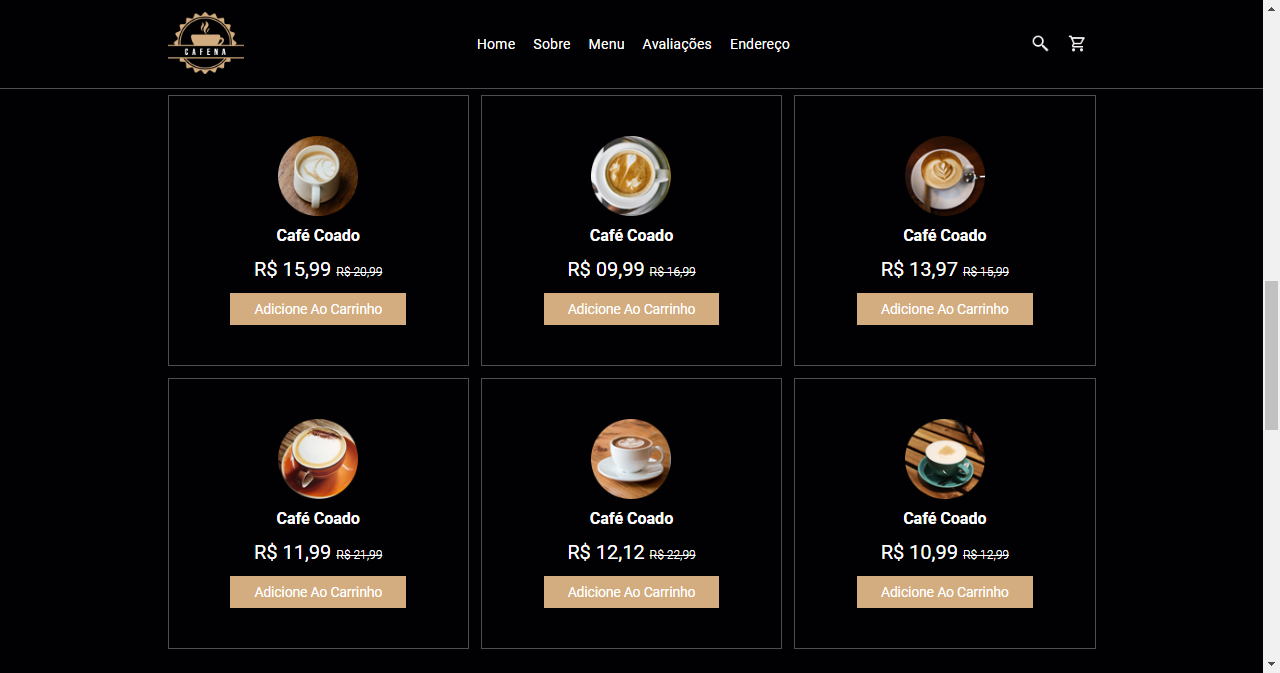 CAFENA
Home Sobre Menu Avaliações Endereço
Café Coado Café Coado Café Coado
R$ 15,99 R$ 20,99 R$ 09,99 R$ 16,99 R$ 13,97 R$ 15,99
Adicione Ao Carrinho Adicione Ao Carrinho Adicione Ao Carrinho
Café Coado Café Coado Café Coado
R$ 11,99 R$ 21,99 R$ 12,12 R$ 22,99 R$ 10,99 R$ 12,99
Adicione Ao Carrinho Adicione Ao Carrinho Adicione Ao Carrinho